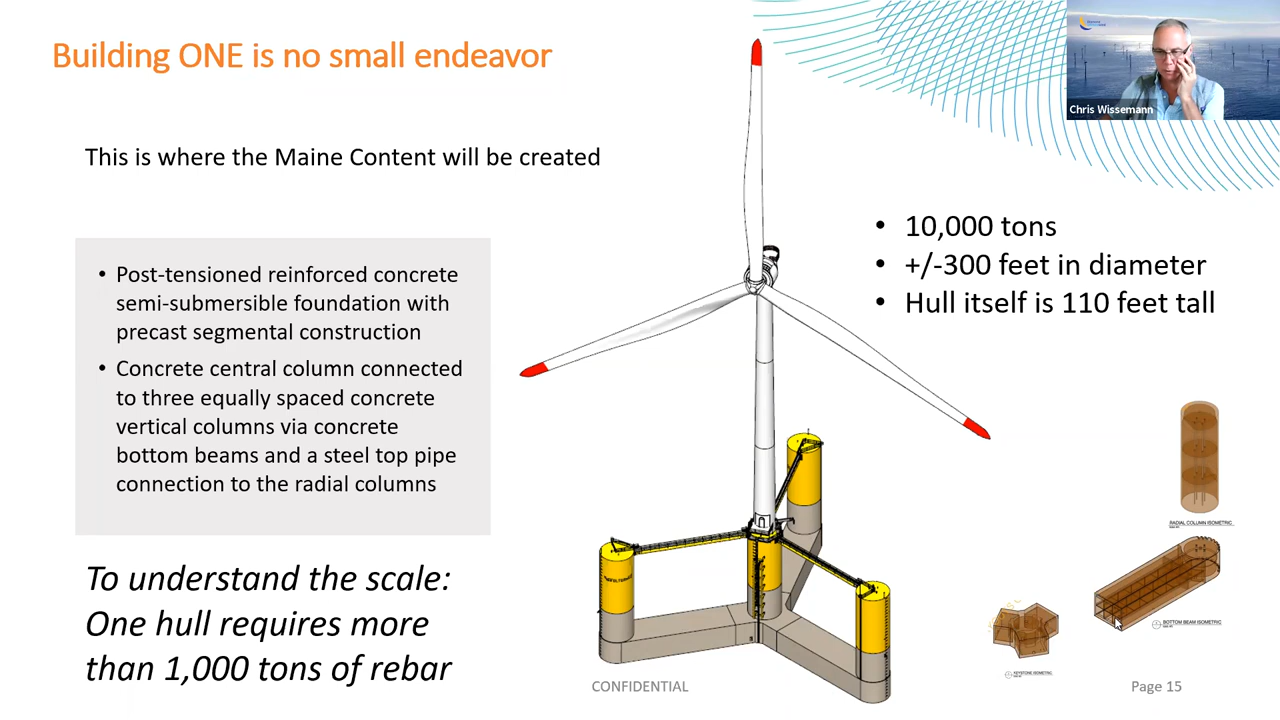 Building ONE is no small endeavor
Chris Wissemann
This is where the Maine Content will be created
• Post-tensioned reinforced concrete
semi-submersible foundation with
precast segmental construction
• Concrete central column connected
to three equally spaced concrete
vertical columns via concrete
bottom beams and a steel top pipe
connection to the radial columns
To understand the scale:
One hull requires more
than 1,000 tons of rebar
• 10,000 tons
• +/-300 feet in diameter
• Hull itself is 110 feet tall
RADIAL COLUMN ISOMETRIC
BOTTOM BEAM ISOMETRIC
KEYSTONE ISOMETRIC
CONFIDENTIAL
Page 15